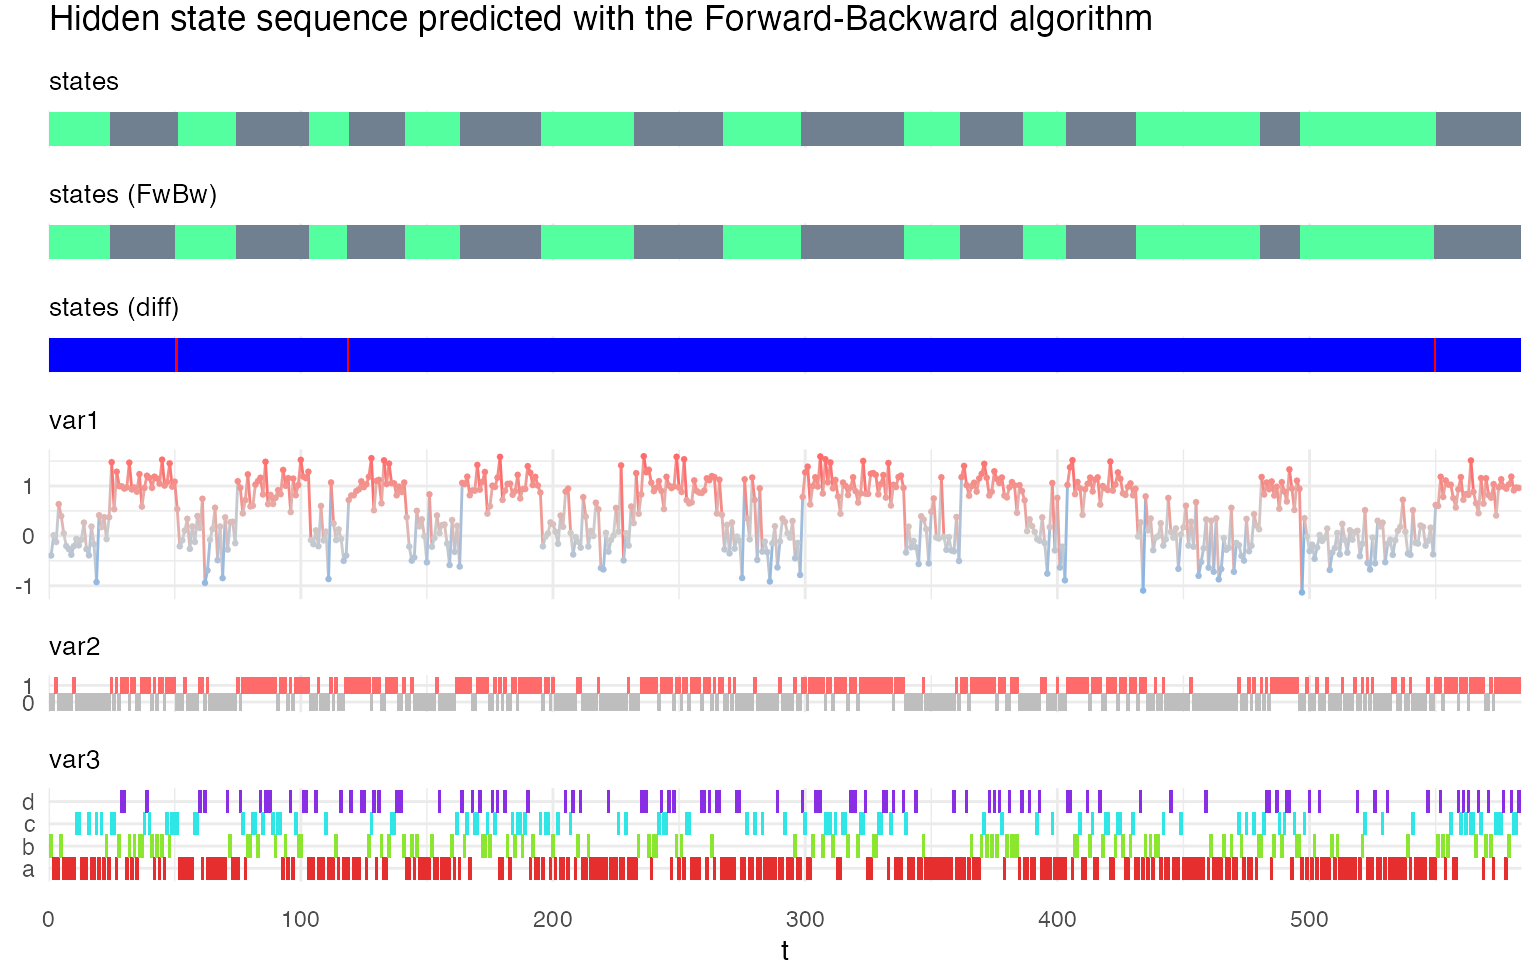 Hidden state sequence predicted with the Forward-Backward algorithm
states
states (FwBw)
states (diff)
var1
1
0
-1
var2
1
0
var3
d
c
b
a
0 100 200 300 400 500
t